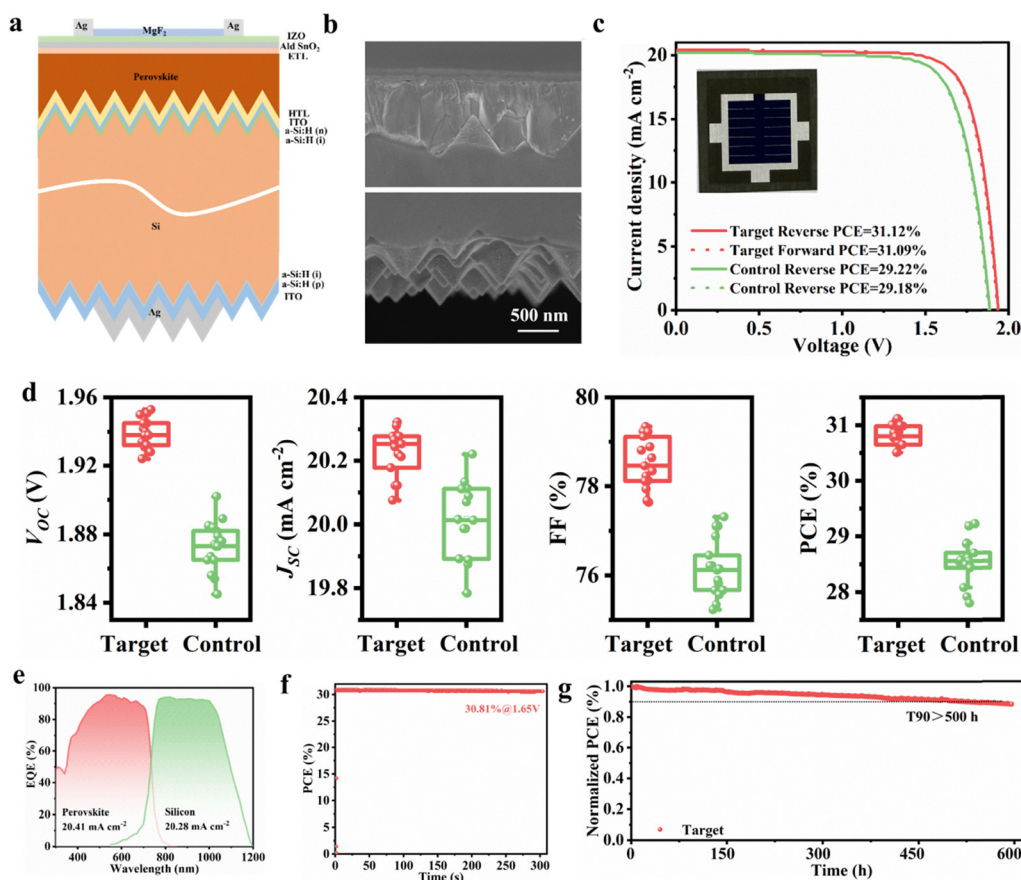 a
Ag
MgF₂
Ag
IZO
Ald SnO₂
ETL
Perovskite
HTL
ITO
a-Si:H (n)
a-Si:H (i)
Si
a-Si:H (i)
a-Si:H (p)
ITO
Ag
b
500 nm
c
Current density (mA cm⁻²)
20
15
10
5
0
Target Reverse PCE=31.12%
Target Forward PCE=31.09%
Control Reverse PCE=29.22%
Control Reverse PCE=29.18%
0.0 0.5 1.0 1.5 2.0
Voltage (V)
d
V_OC (V)
1.96
1.92
1.88
1.84
Target Control
J_SC (mA cm⁻²)
20.4
20.2
20.0
19.8
Target Control
FF (%)
80
78
76
Target Control
PCE (%)
31
30
29
28
Target Control
e
EQE (%)
100
80
60
40
20
0
Perovskite
20.41 mA cm⁻²
Silicon
20.28 mA cm⁻²
400 600 800 1000 1200
Wavelength (nm)
f
PCE (%)
30
25
20
15
10
5
0
30.81%@1.65V
0 50 100 150 200 250 300
Time (s)
g
Normalized PCE (%)
1.0
0.8
0.6
0.4
0.2
0.0
T90＞500 h
Target
0 150 300 450 600
Time (h)